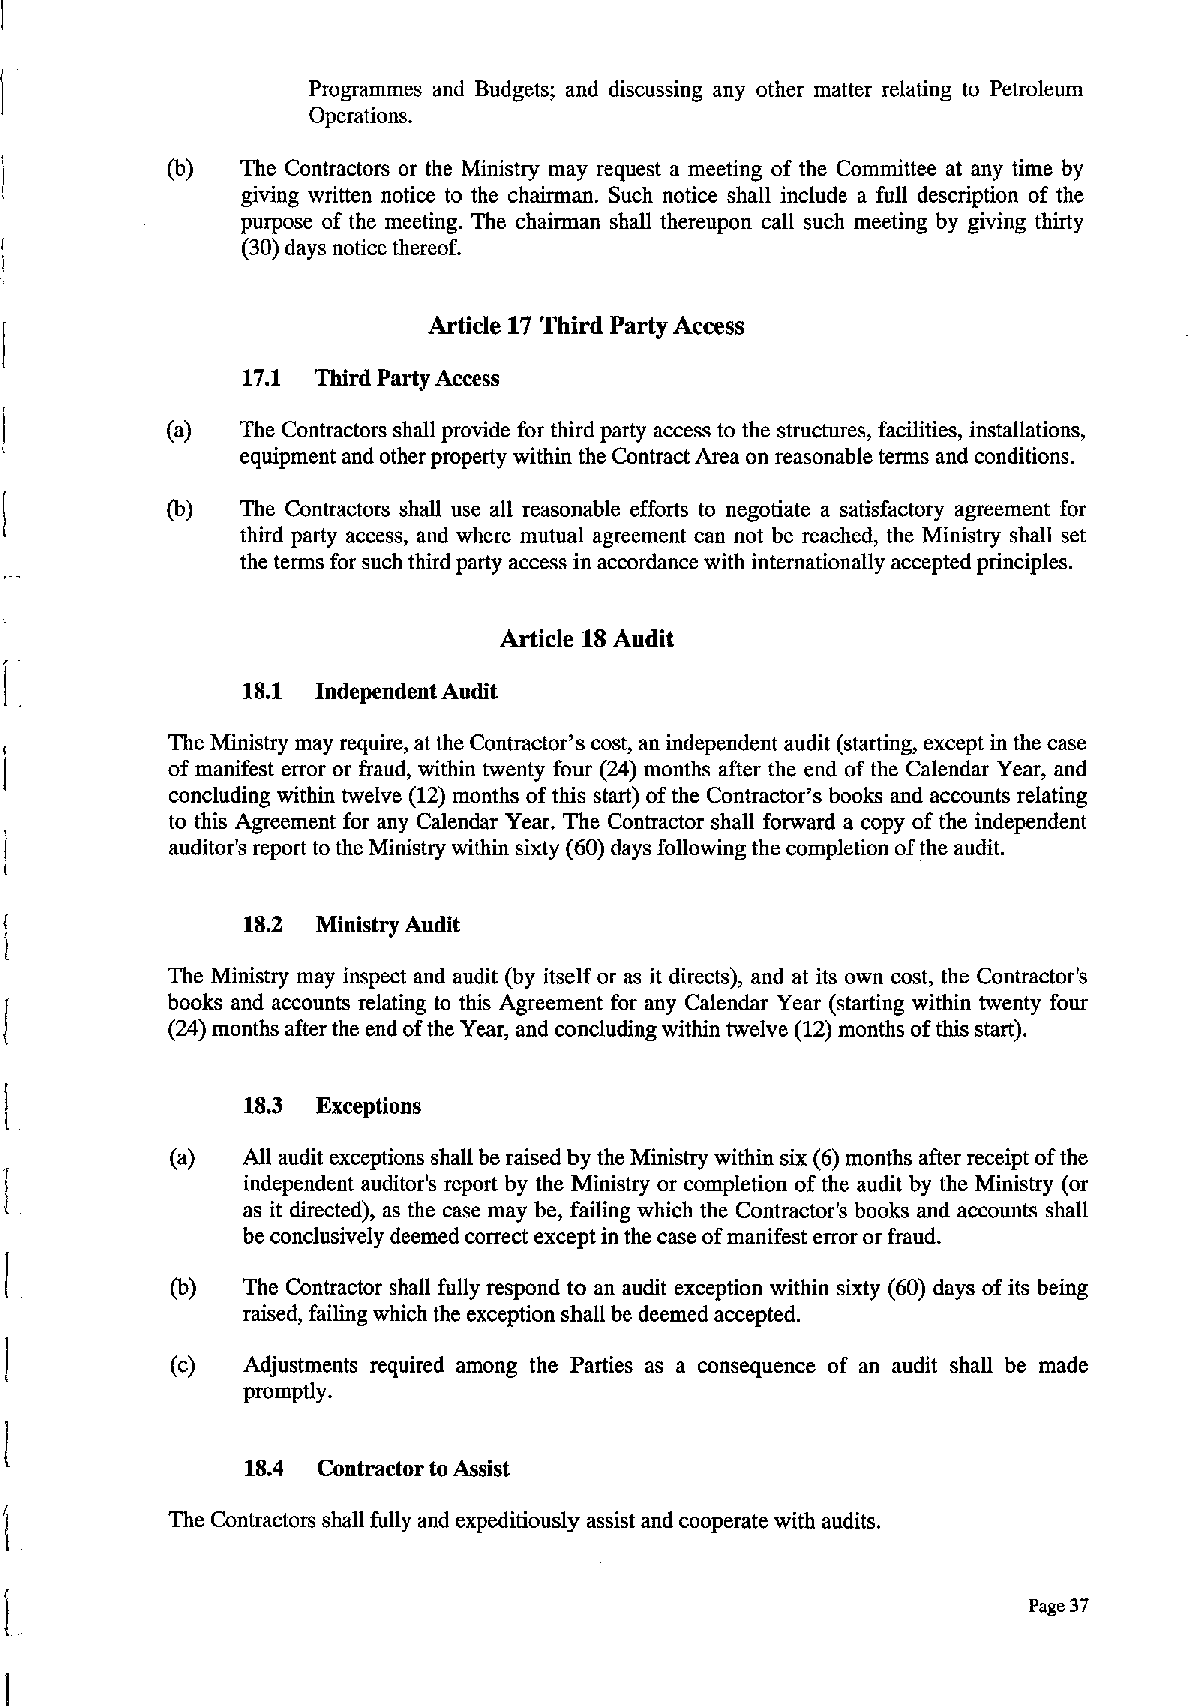 Programmes and Budgets; and discussing any other matter relating to Petroleum
Operations.
(b) The Contractors or the Ministry may request a meeting of the Committee at any time by
giving written notice to the chairman. Such notice shall include a full description of the
purpose of the meeting. The chairman shall thereupon call such meeting by giving thirty
(30) days notice thereof.
Article 17 Third Party Access
17.1 Third Party Access
(a) The Contractors shall provide for third party access to the structures, facilities, installations,
equipment and other property within the Contract Area on reasonable terms and conditions.
(b) The Contractors shall use all reasonable efforts to negotiate a satisfactory agreement for
third party access, and where mutual agreement can not be reached, the Ministry shall set
the terms for such third party access in accordance with internationally accepted principles.
Article 18 Audit
18.1 Independent Audit
The Ministry may require, at the Contractor's cost, an independent audit (starting, except in the case
of manifest error or fraud, within twenty four (24) months after the end of the Calendar Year, and
concluding within twelve (12) months of this start) of the Contractor's books and accounts relating
to this Agreement for any Calendar Year. The Contractor shall forward a copy of the independent
auditor's report to the Ministry within sixty (60) days following the completion of the audit.
18.2 Ministry Audit
The Ministry may inspect and audit (by itself or as it directs), and at its own cost, the Contractor's
books and accounts relating to this Agreement for any Calendar Year (starting within twenty four
(24) months after the end of the Year, and concluding within twelve (12) months of this start).
18.3 Exceptions
(a) All audit exceptions shall be raised by the Ministry within six (6) months after receipt of the
independent auditor's report by the Ministry or completion of the audit by the Ministry (or
as it directed), as the case may be, failing which the Contractor's books and accounts shall
be conclusively deemed correct except in the case of manifest error or fraud.
(b) The Contractor shall fully respond to an audit exception within sixty (60) days of its being
raised, failing which the exception shall be deemed accepted.
(c) Adjustments required among the Parties as a consequence of an audit shall be made
promptly.
18.4 Contractor to Assist
The Contractors shall fully and expeditiously assist and cooperate with audits.
Page 37